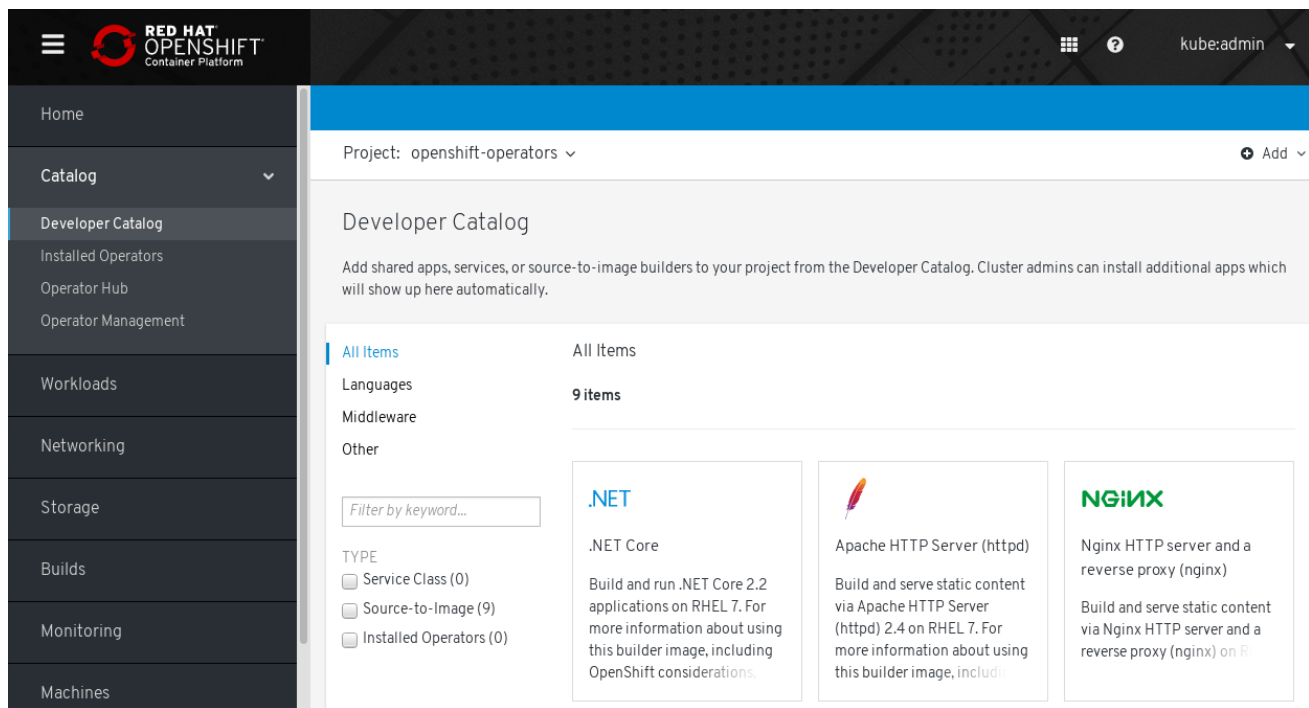 RED HAT
OPENSHIFT
Container Platform
kube:admin
Home
Catalog
Developer Catalog
Installed Operators
Operator Hub
Operator Management
Workloads
Networking
Storage
Builds
Monitoring
Machines
Project: openshift-operators
Add
Developer Catalog
Add shared apps, services, or source-to-image builders to your project from the Developer Catalog. Cluster admins can install additional apps which
will show up here automatically.
All Items
Languages
Middleware
Other
Filter by keyword...
TYPE
Service Class (0)
Source-to-Image (9)
Installed Operators (0)
All Items
9 items
.NET
.NET Core
Build and run .NET Core 2.2
applications on RHEL 7. For
more information about using
this builder image, including
OpenShift considerations,
Apache HTTP Server (httpd)
Build and serve static content
via Apache HTTP Server
(httpd) 2.4 on RHEL 7. For
more information about using
this builder image, includi
NGINX
Nginx HTTP server and a
reverse proxy (nginx)
Build and serve static content
via Nginx HTTP server and a
reverse proxy (nginx) on R